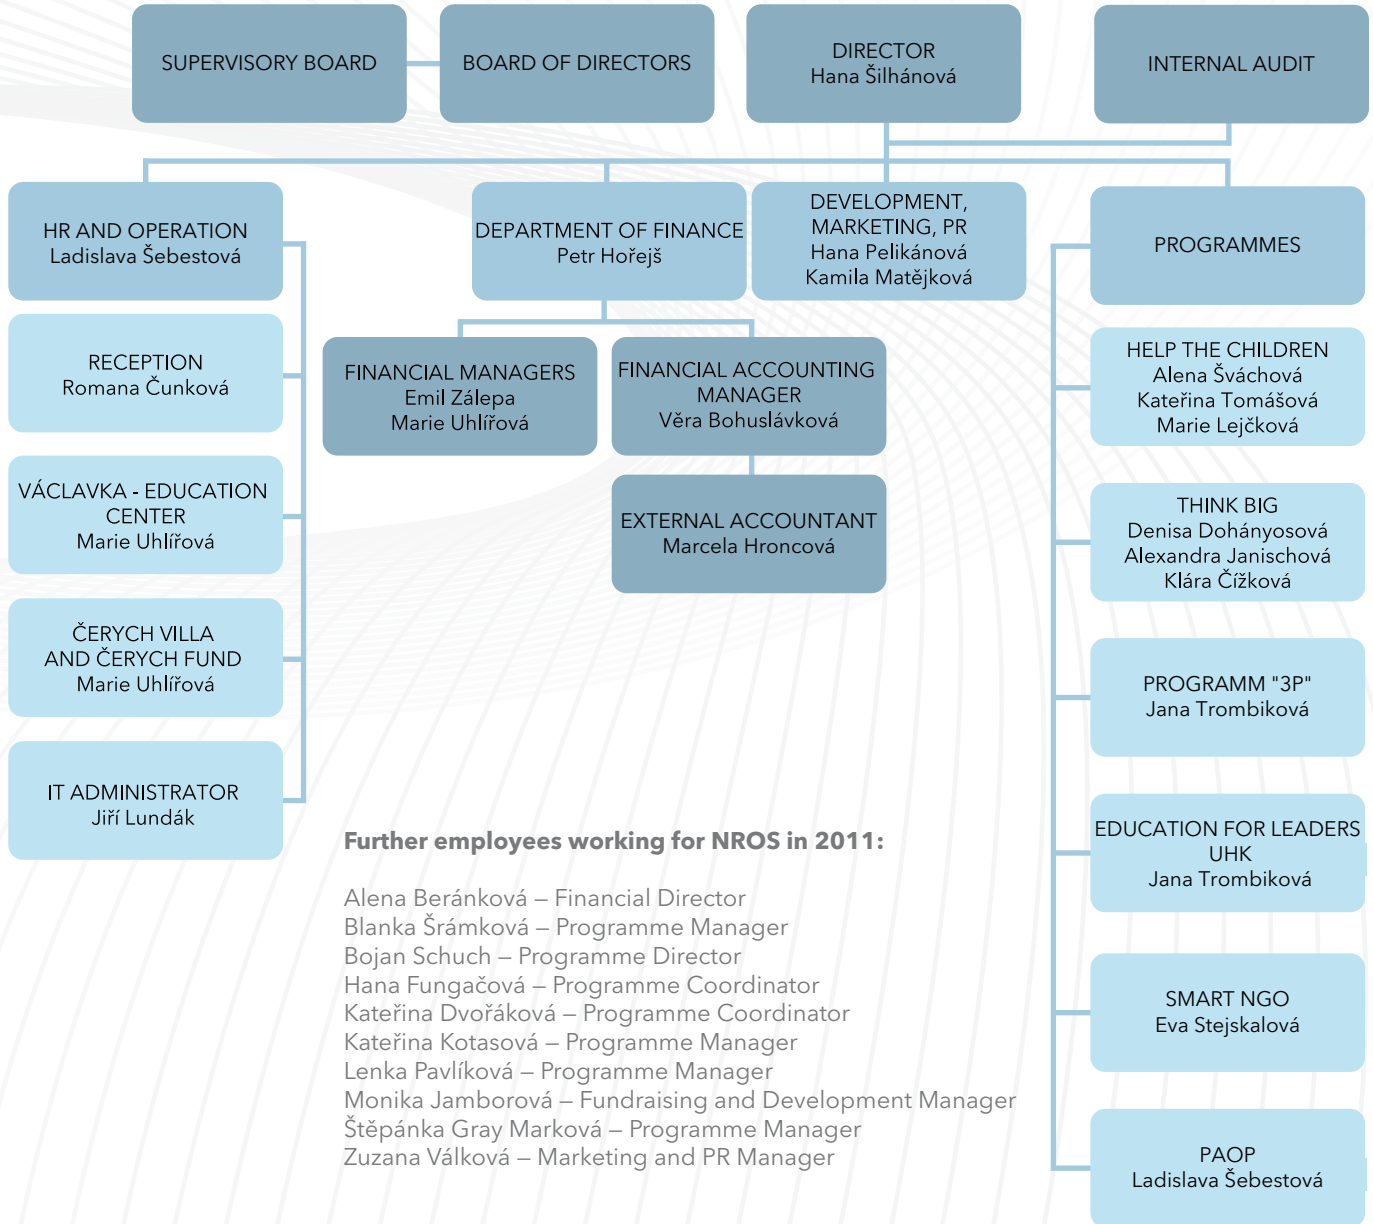 SUPERVISORY BOARD
BOARD OF DIRECTORS
DIRECTOR
Hana Šilhánová
INTERNAL AUDIT
HR AND OPERATION
Ladislava Šebestová
DEPARTMENT OF FINANCE
Petr Hořejš
DEVELOPMENT,
MARKETING, PR
Hana Pelikánová
Kamila Matějková
PROGRAMMES
RECEPTION
Romana Čunková
VÁCLAVKA - EDUCATION
CENTER
Marie Uhlířová
ČERYCH VILLA
AND ČERYCH FUND
Marie Uhlířová
IT ADMINISTRATOR
Jiří Lundák
FINANCIAL MANAGERS
Emil Zálepa
Marie Uhlířová
FINANCIAL ACCOUNTING
MANAGER
Věra Bohuslávková
EXTERNAL ACCOUNTANT
Marcela Hroncová
HELP THE CHILDREN
Alena Šváchová
Kateřina Tomášová
Marie Lejčková
THINK BIG
Denisa Dohányosová
Alexandra Janischová
Klára Čížková
PROGRAMM "3P"
Jana Trombiková
EDUCATION FOR LEADERS
UHK
Jana Trombiková
SMART NGO
Eva Stejskalová
PAOP
Ladislava Šebestová
Further employees working for NROS in 2011:
Alena Beránková – Financial Director
Blanka Šrámková – Programme Manager
Bojan Schuch – Programme Director
Hana Fungačová – Programme Coordinator
Kateřina Dvořáková – Programme Coordinator
Kateřina Kotasová – Programme Manager
Lenka Pavlíková – Programme Manager
Monika Jamborová – Fundraising and Development Manager
Štěpánka Gray Marková – Programme Manager
Zuzana Válková – Marketing and PR Manager